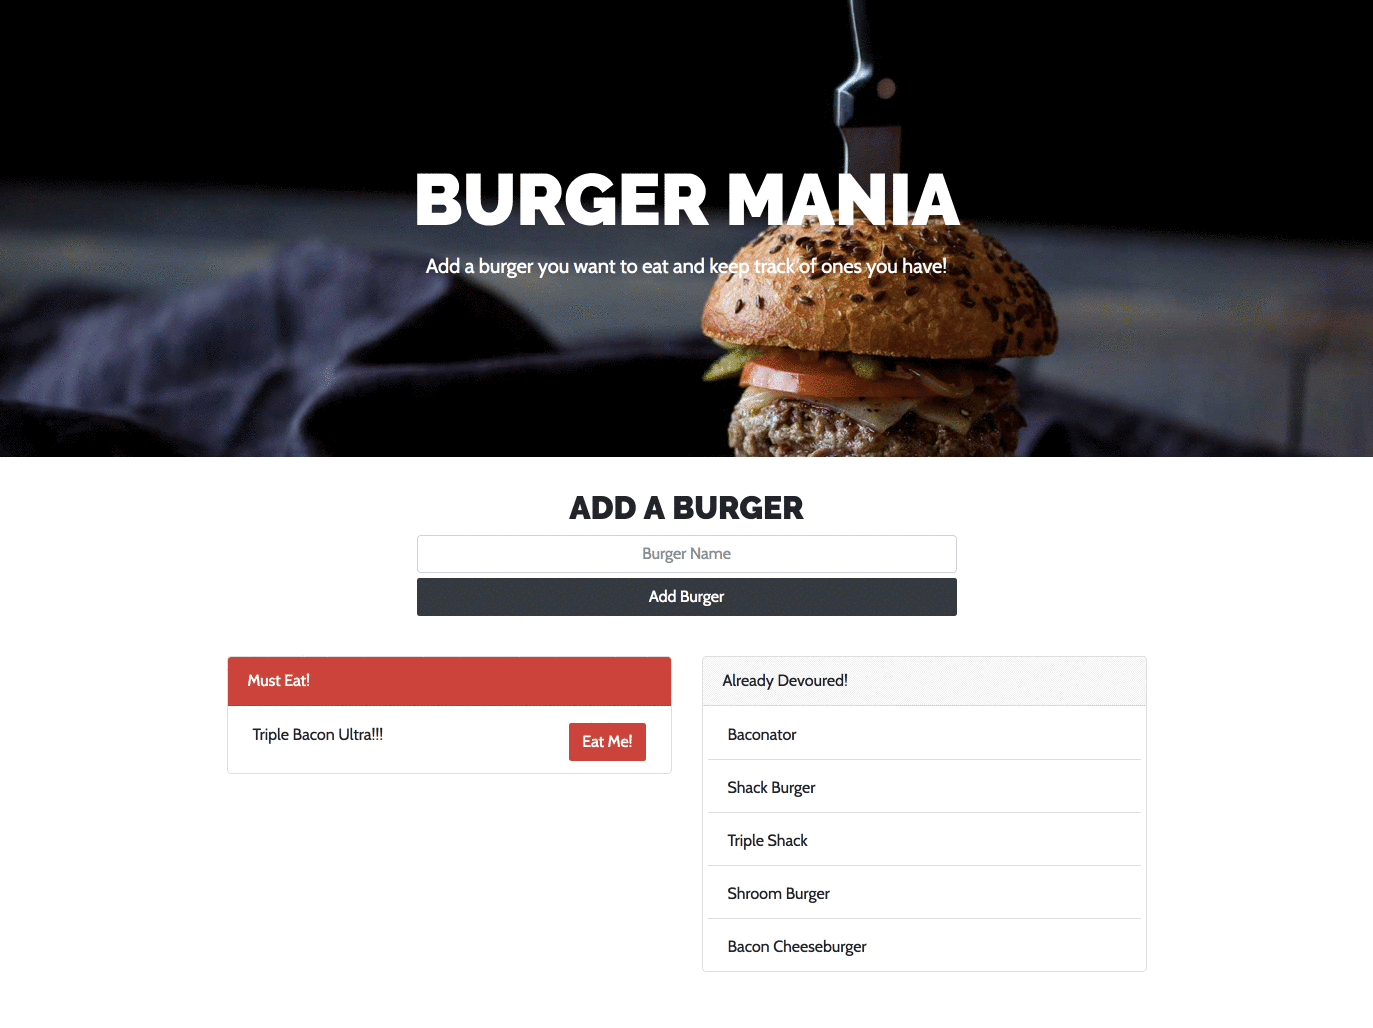 BURGER MANIA
Add a burger you want to eat and keep track of ones you have!
ADD A BURGER
Burger Name
Add Burger
Must Eat!
Triple Bacon Ultra!!!
Eat Me!
Already Devoured!
Baconator
Shack Burger
Triple Shack
Shroom Burger
Bacon Cheeseburger